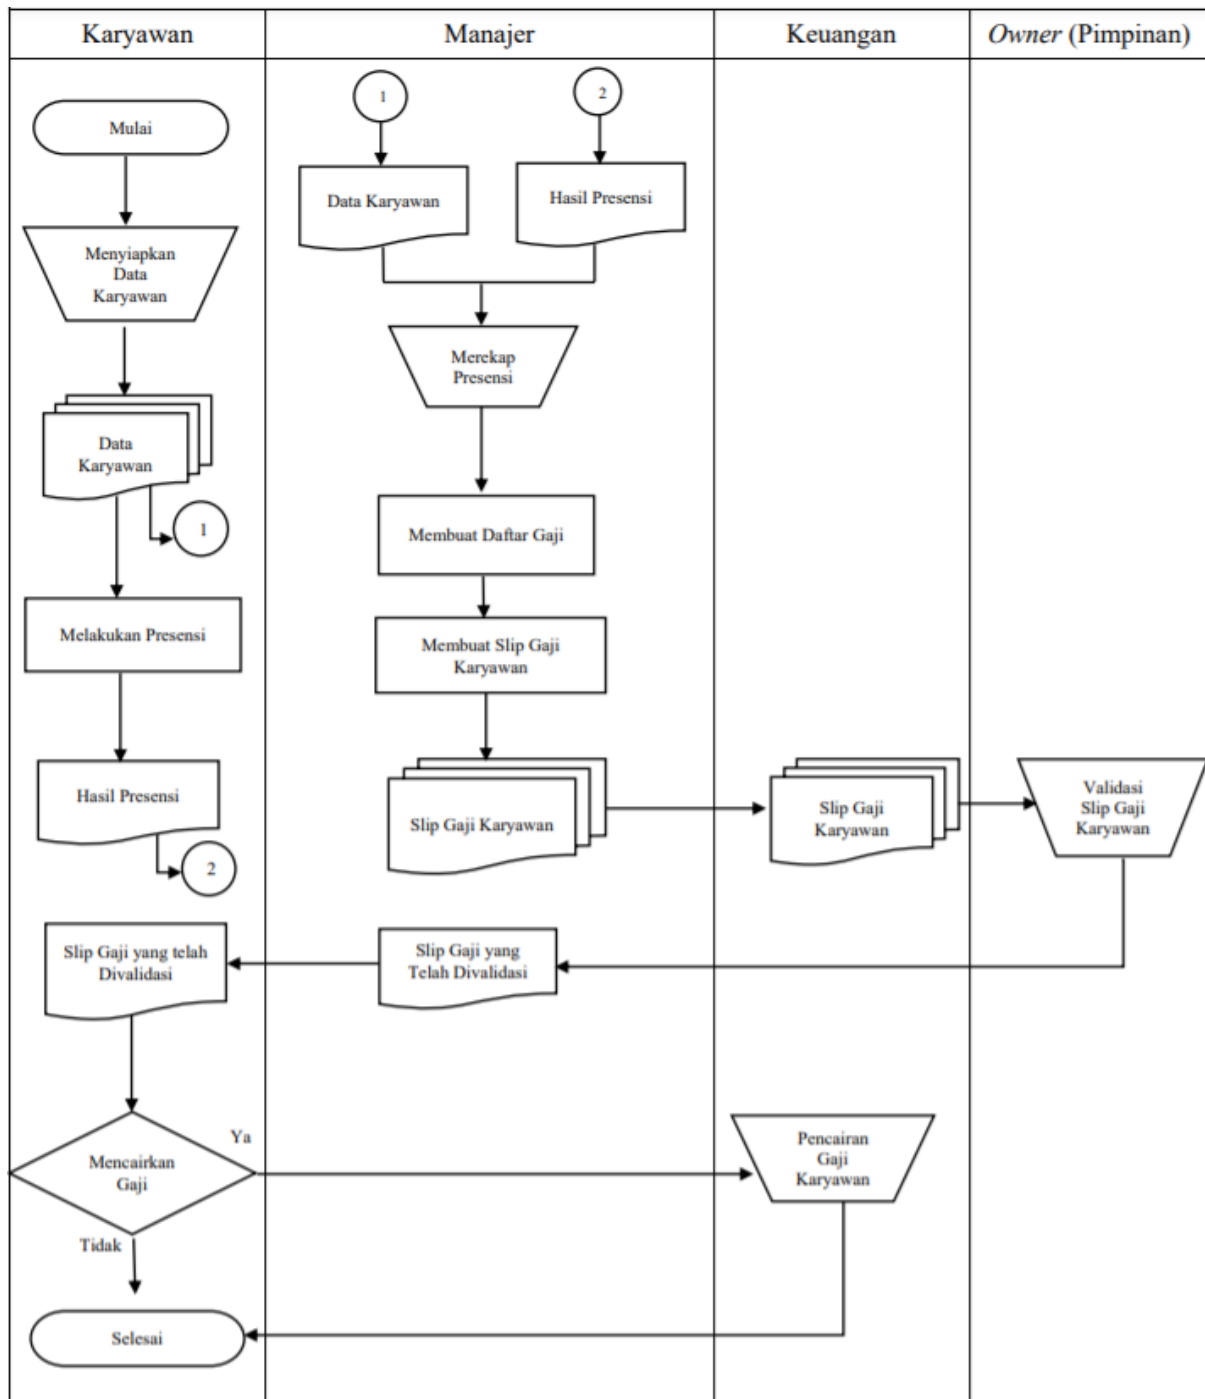 Karyawan
Manajer
Keuangan
Owner (Pimpinan)
Mulai
Menyiapkan
Data
Karyawan
Data
Karyawan
1
Melakukan Presensi
Hasil Presensi
2
Slip Gaji yang telah
Divalidasi
Mencairkan
Gaji
Ya
Tidak
Selesai
1
2
Data Karyawan
Hasil Presensi
Merekap
Presensi
Membuat Daftar Gaji
Membuat Slip Gaji
Karyawan
Slip Gaji Karyawan
Slip Gaji yang
Telah Divalidasi
Slip Gaji
Karyawan
Pencairan
Gaji
Karyawan
Validasi
Slip Gaji
Karyawan